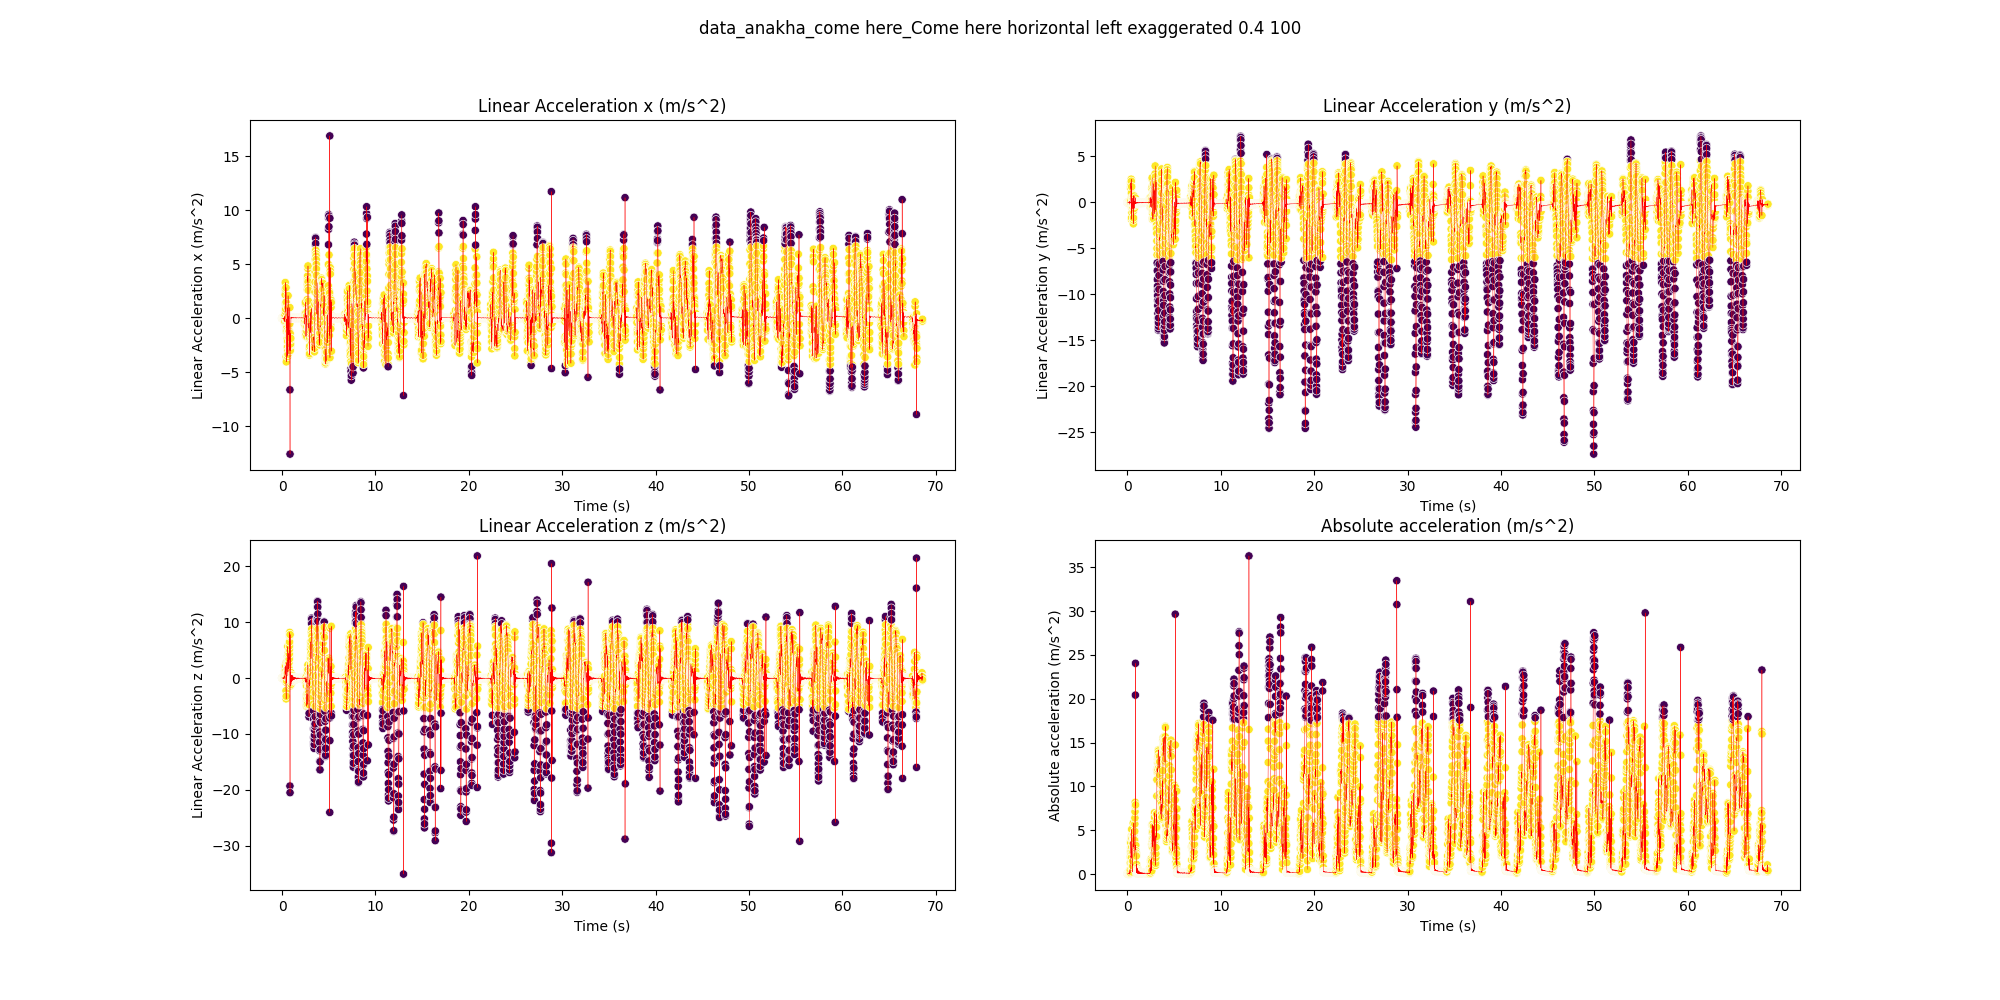 data_anakha_come here_Come here horizontal left exaggerated 0.4 100
Linear Acceleration x (m/s^2)
Linear Acceleration x (m/s^2)
15
10
5
0
−5
−10
0 10 20 30 40 50 60 70
Time (s)
Linear Acceleration y (m/s^2)
Linear Acceleration y (m/s^2)
5
0
−5
−10
−15
−20
−25
0 10 20 30 40 50 60 70
Time (s)
Linear Acceleration z (m/s^2)
Linear Acceleration z (m/s^2)
20
10
0
−10
−20
−30
0 10 20 30 40 50 60 70
Time (s)
Absolute acceleration (m/s^2)
Absolute acceleration (m/s^2)
35
30
25
20
15
10
5
0
0 10 20 30 40 50 60 70
Time (s)